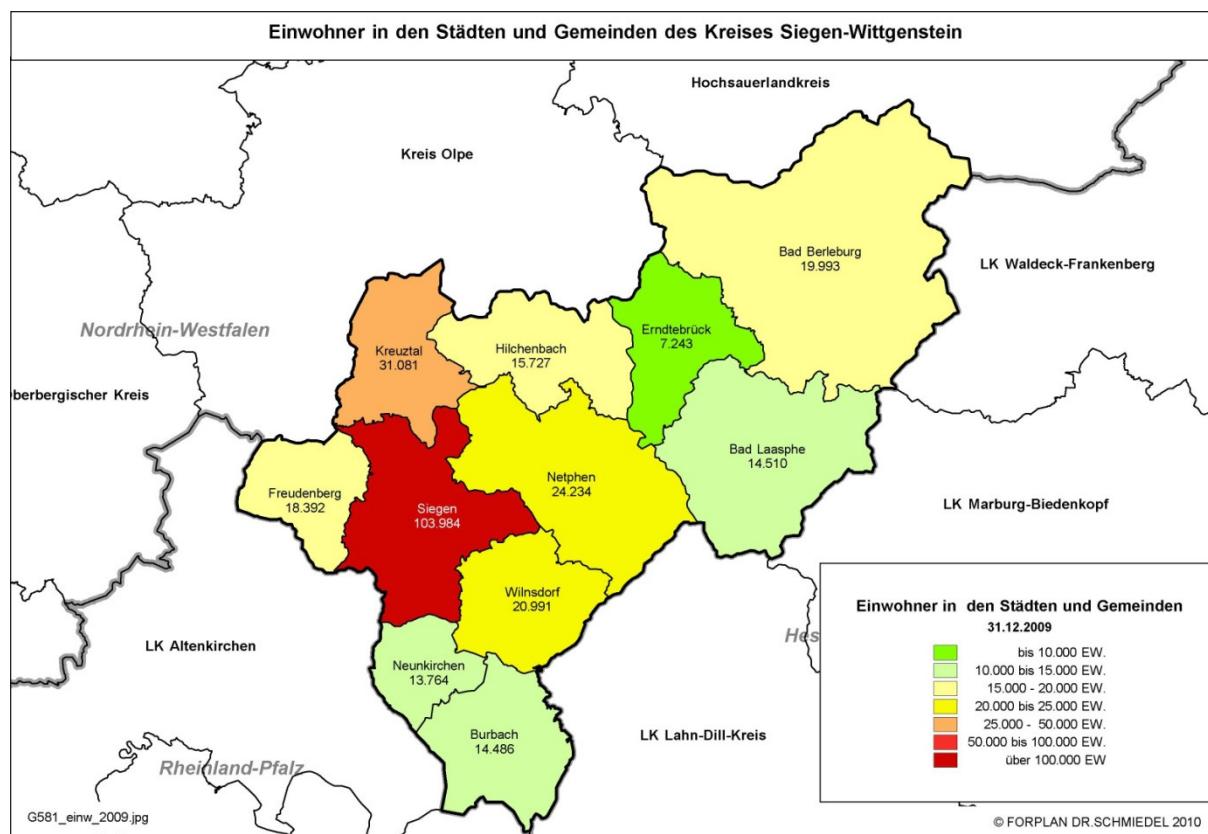 Einwohner in den Städten und Gemeinden des Kreises Siegen-Wittgenstein
Hochsauerlandkreis
Kreis Olpe
Bad Berleburg
19.993
LK Waldeck-Frankenberg
Nordrhein-Westfalen
Erndtebrück
7.243
Kreuztal
31.081
Hilchenbach
15.727
berbergischer Kreis
Bad Laasphe
14.510
Netphen
24.234
Freudenberg
18.392
Siegen
103.984
LK Marburg-Biedenkopf
Wilnsdorf
20.991
LK Altenkirchen
Neunkirchen
13.764
Burbach
14.486
LK Lahn-Dill-Kreis
Rheinland-Pfalz
Hes
Einwohner in den Städten und Gemeinden
31.12.2009
bis 10.000 EW.
10.000 bis 15.000 EW.
15.000 - 20.000 EW.
20.000 bis 25.000 EW.
25.000 - 50.000 EW.
50.000 bis 100.000 EW.
über 100.000 EW
G581_einw_2009.jpg
© FORPLAN DR.SCHMIEDEL 2010